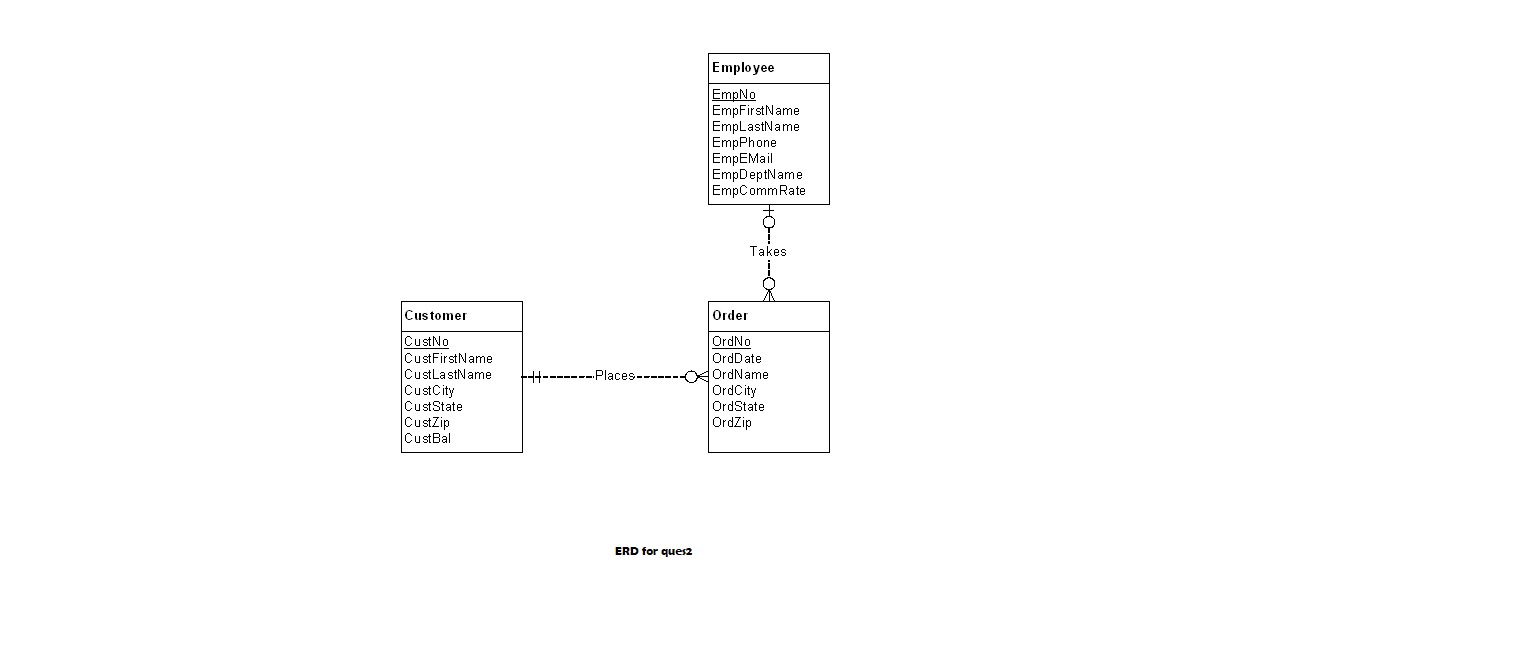 Employee
EmpNo
EmpFirstName
EmpLastName
EmpPhone
EmpEMail
EmpDeptName
EmpCommRate
Takes
Customer
CustNo
CustFirstName
CustLastName
CustCity
CustState
CustZip
CustBal
Places
Order
OrdNo
OrdDate
OrdName
OrdCity
OrdState
OrdZip
ERD for ques2